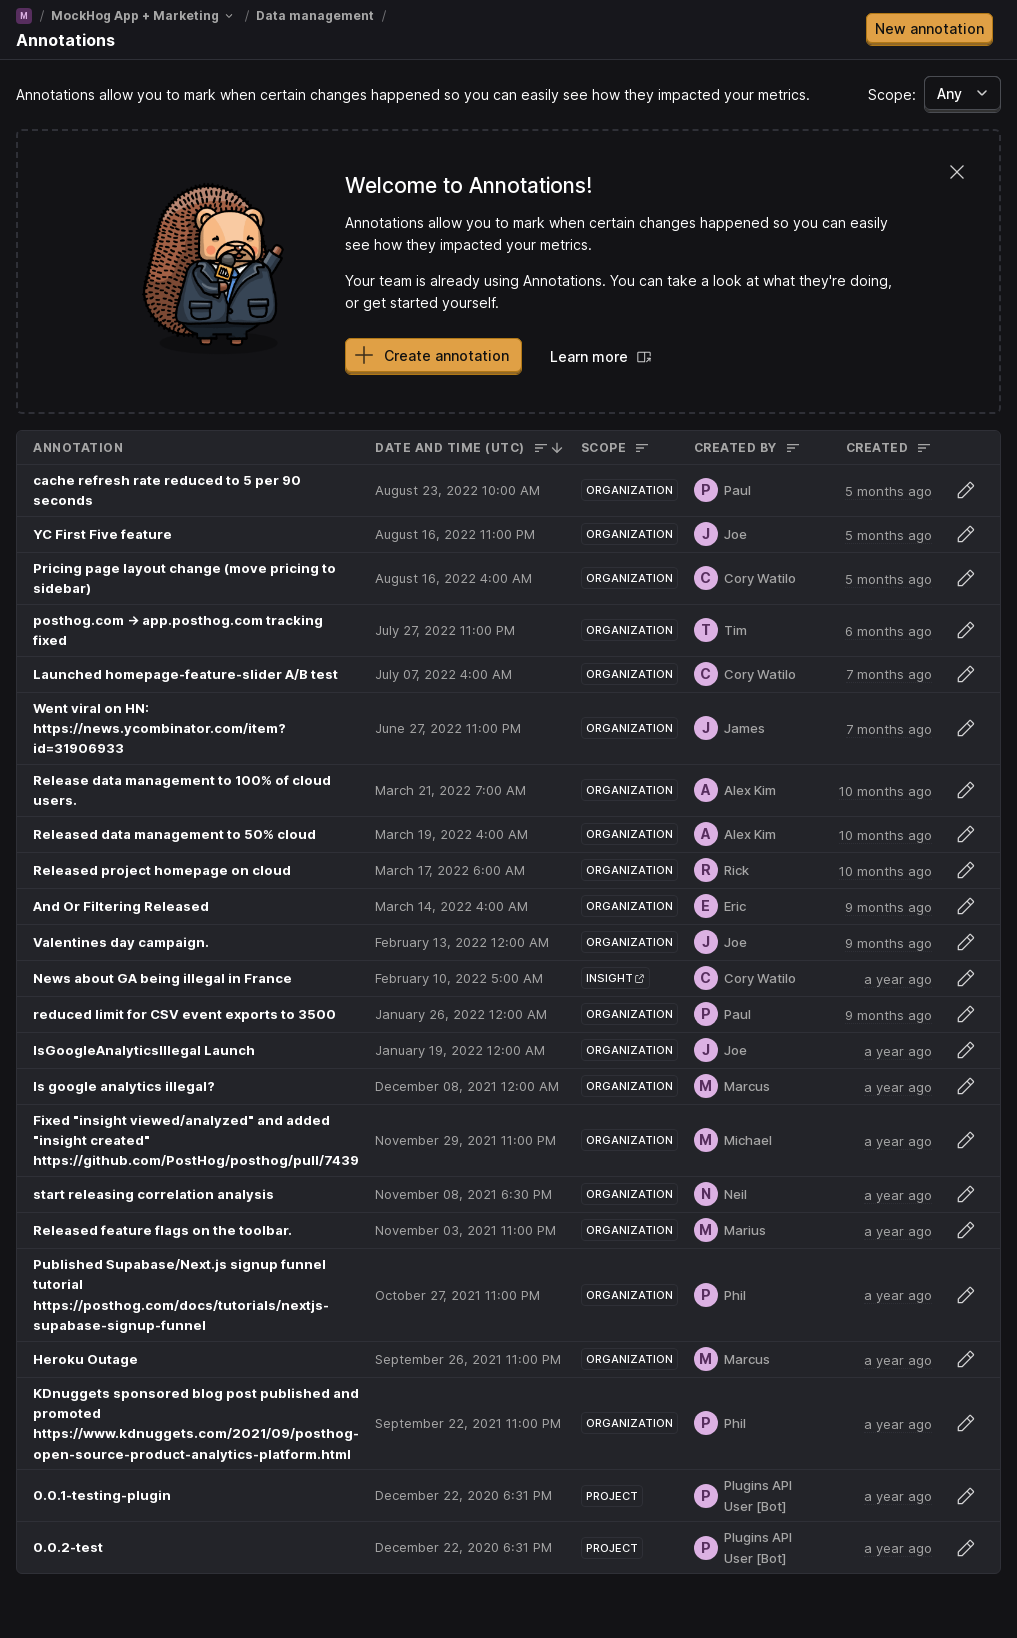 M / MockHog App + Marketing / Data management /
Annotations
New annotation
Annotations allow you to mark when certain changes happened so you can easily see how they impacted your metrics.
Scope: Any
Welcome to Annotations!
Annotations allow you to mark when certain changes happened so you can easily
see how they impacted your metrics.
Your team is already using Annotations. You can take a look at what they're doing,
or get started yourself.
Create annotation
Learn more
ANNOTATION DATE AND TIME (UTC) SCOPE CREATED BY CREATED
cache refresh rate reduced to 5 per 90
seconds
August 23, 2022 10:00 AM ORGANIZATION P Paul 5 months ago
YC First Five feature August 16, 2022 11:00 PM ORGANIZATION J Joe 5 months ago
Pricing page layout change (move pricing to
sidebar)
August 16, 2022 4:00 AM ORGANIZATION C Cory Watilo 5 months ago
posthog.com → app.posthog.com tracking
fixed
July 27, 2022 11:00 PM ORGANIZATION T Tim 6 months ago
Launched homepage-feature-slider A/B test July 07, 2022 4:00 AM ORGANIZATION C Cory Watilo 7 months ago
Went viral on HN:
https://news.ycombinator.com/item?
id=31906933
June 27, 2022 11:00 PM ORGANIZATION J James 7 months ago
Release data management to 100% of cloud
users.
March 21, 2022 7:00 AM ORGANIZATION A Alex Kim 10 months ago
Released data management to 50% cloud March 19, 2022 4:00 AM ORGANIZATION A Alex Kim 10 months ago
Released project homepage on cloud March 17, 2022 6:00 AM ORGANIZATION R Rick 10 months ago
And Or Filtering Released March 14, 2022 4:00 AM ORGANIZATION E Eric 9 months ago
Valentines day campaign. February 13, 2022 12:00 AM ORGANIZATION J Joe 9 months ago
News about GA being illegal in France February 10, 2022 5:00 AM INSIGHT C Cory Watilo a year ago
reduced limit for CSV event exports to 3500 January 26, 2022 12:00 AM ORGANIZATION P Paul 9 months ago
IsGoogleAnalyticsIllegal Launch January 19, 2022 12:00 AM ORGANIZATION J Joe a year ago
Is google analytics illegal? December 08, 2021 12:00 AM ORGANIZATION M Marcus a year ago
Fixed "insight viewed/analyzed" and added
"insight created"
https://github.com/PostHog/posthog/pull/7439
November 29, 2021 11:00 PM ORGANIZATION M Michael a year ago
start releasing correlation analysis November 08, 2021 6:30 PM ORGANIZATION N Neil a year ago
Released feature flags on the toolbar. November 03, 2021 11:00 PM ORGANIZATION M Marius a year ago
Published Supabase/Next.js signup funnel
tutorial
https://posthog.com/docs/tutorials/nextjs-
supabase-signup-funnel
October 27, 2021 11:00 PM ORGANIZATION P Phil a year ago
Heroku Outage September 26, 2021 11:00 PM ORGANIZATION M Marcus a year ago
KDnuggets sponsored blog post published and
promoted
https://www.kdnuggets.com/2021/09/posthog-
open-source-product-analytics-platform.html
September 22, 2021 11:00 PM ORGANIZATION P Phil a year ago
0.0.1-testing-plugin December 22, 2020 6:31 PM PROJECT P Plugins API
User [Bot]
a year ago
0.0.2-test December 22, 2020 6:31 PM PROJECT P Plugins API
User [Bot]
a year ago